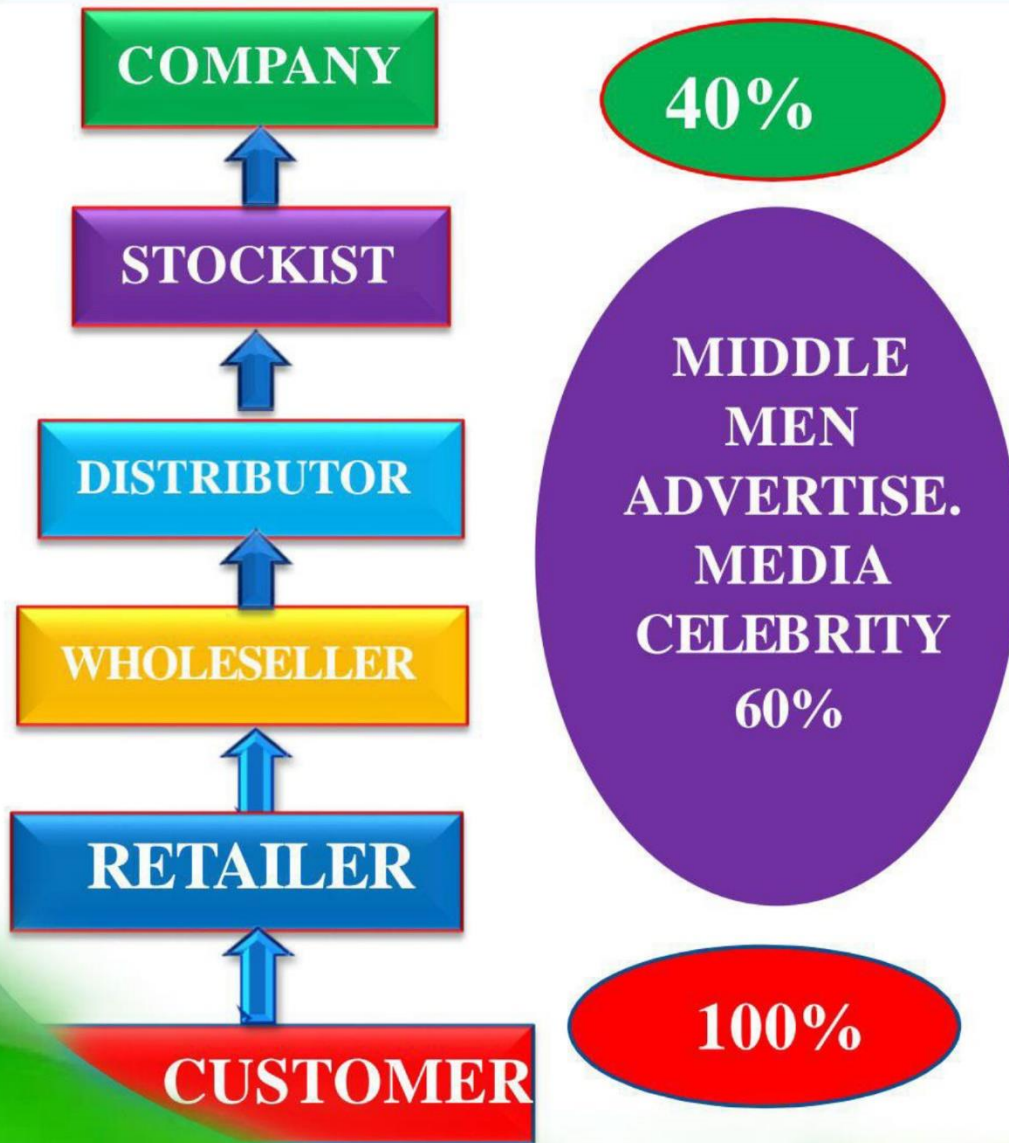 COMPANY
40%
STOCKIST
MIDDLE
MEN
ADVERTISE.
MEDIA
CELEBRITY
60%
DISTRIBUTOR
WHOLESELLER
RETAILER
100%
CUSTOMER